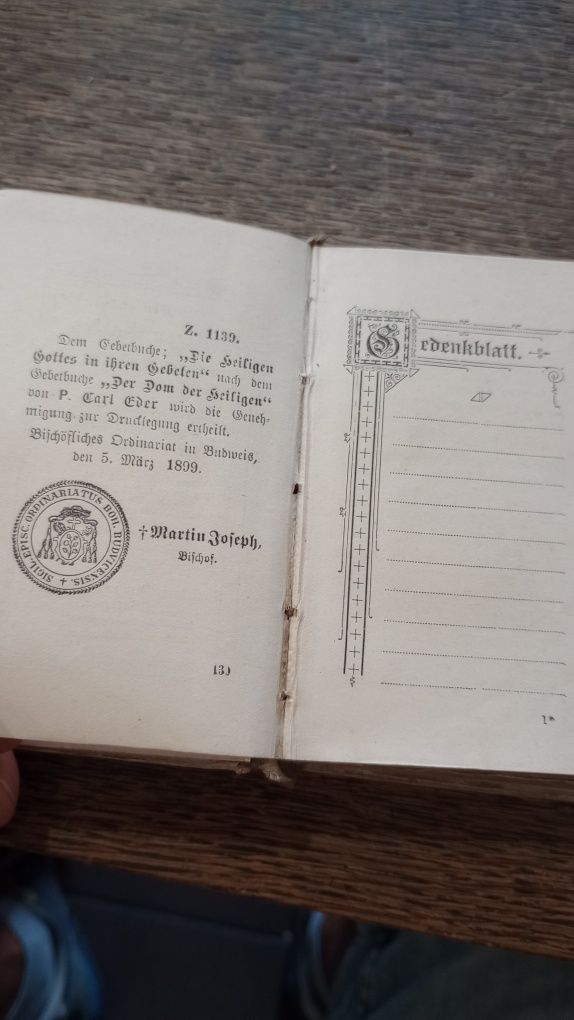 Z. 1139.
Dem Gebetbuche; „Die Heiligen
Gottes in ihren Gebeten“ nach dem
Gebetbuche „Der Dom der Heiligen“
von P. Carl Eder wird die Geneh-
migung zur Drucklegung ertheilt.
Bischöfliches Ordinariat in Budweis,
den 5. März 1899.
SIGIL. EPISC. ORDINARIATUS BOH. BUDVICENSIS.
†Martin Joseph,
Bischof.
130
Gedenkblatt.
1*